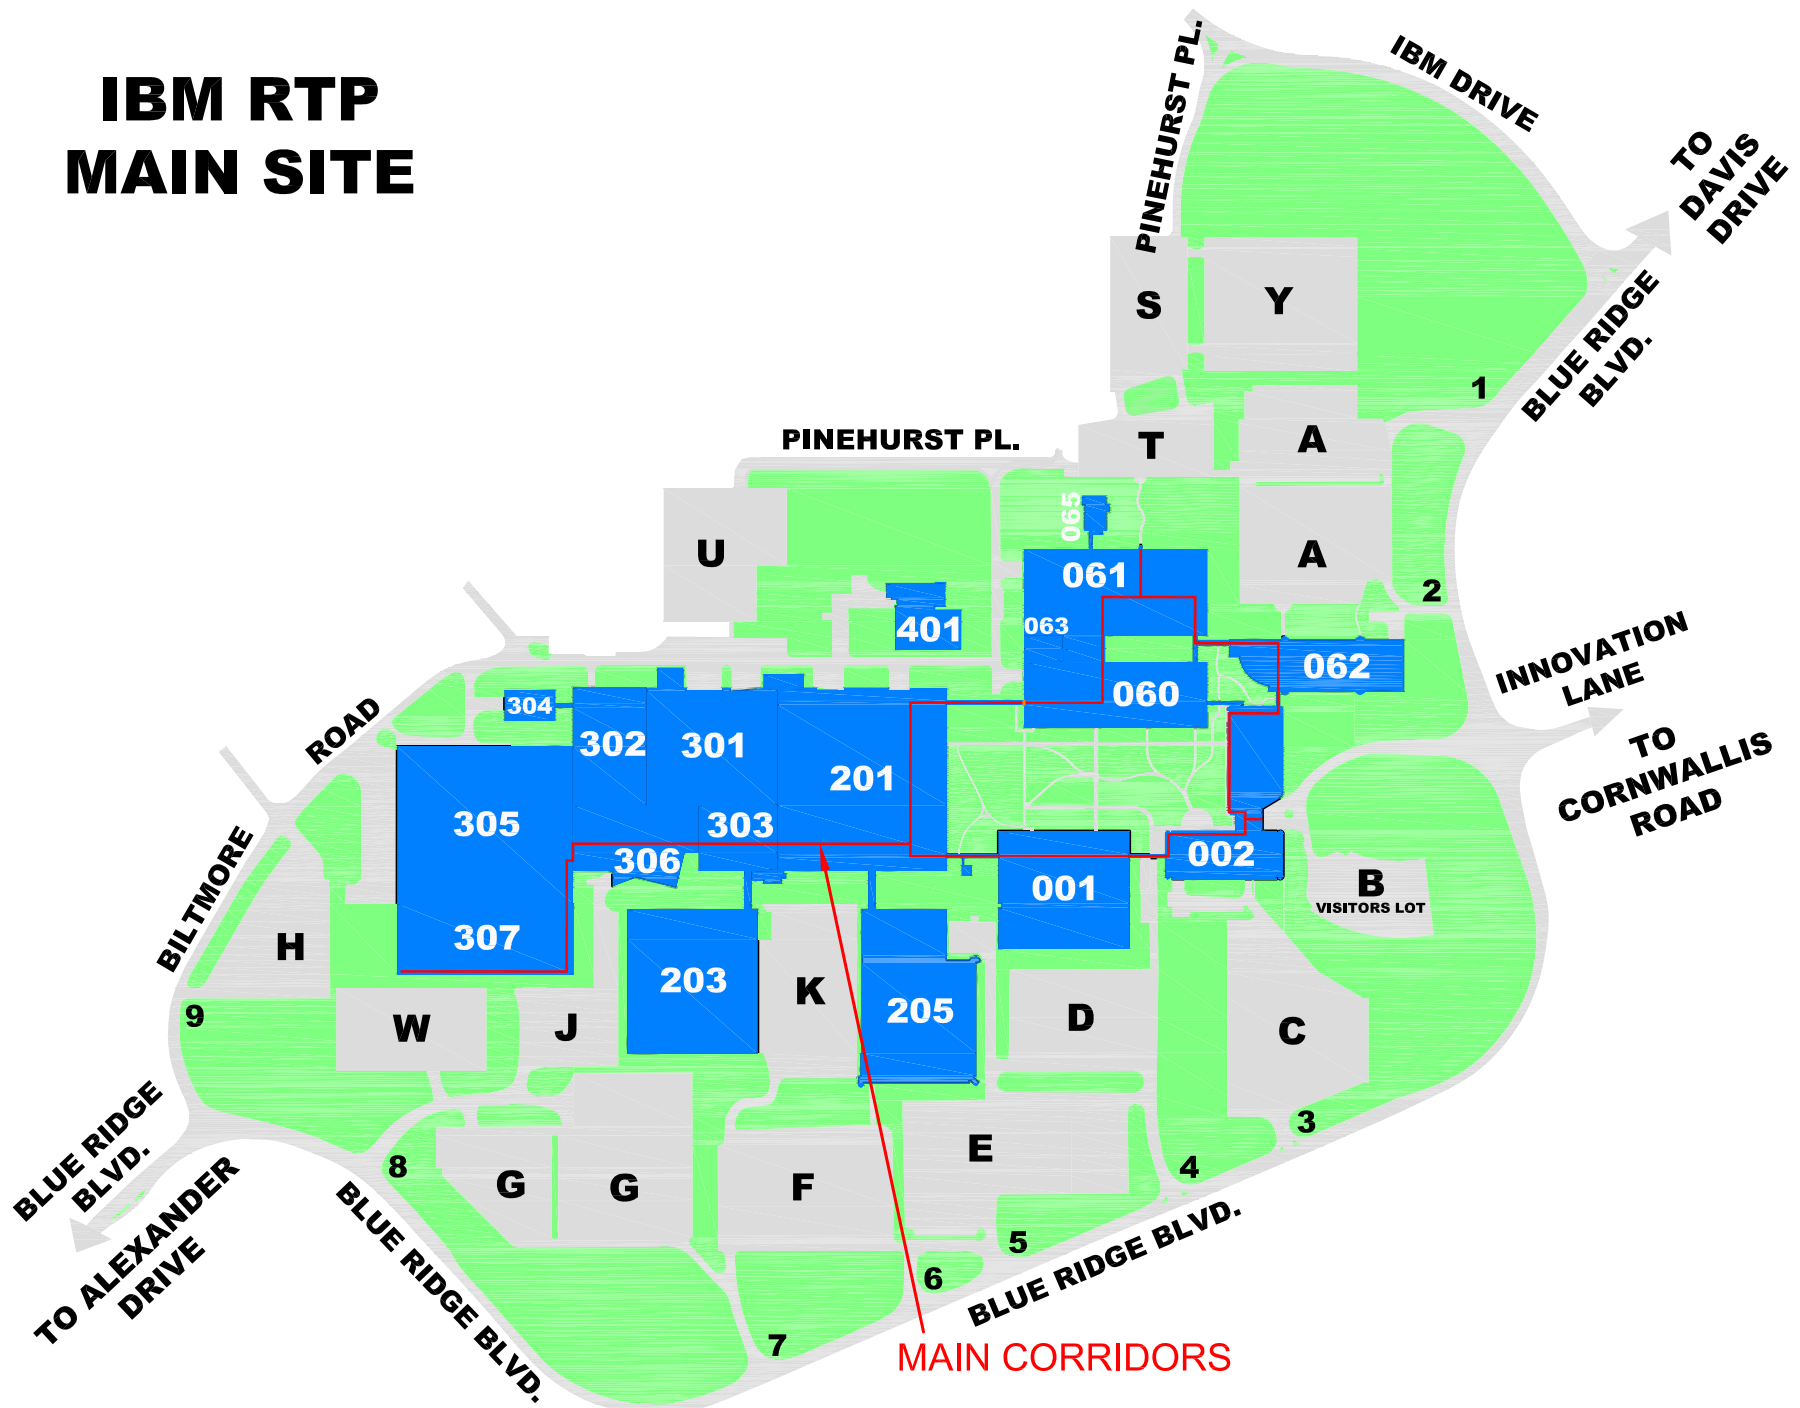 IBM RTP
MAIN SITE
PINEHURST PL.
IBM DRIVE
TO
DAVIS
DRIVE
S
Y
BLUE RIDGE
BLVD.
1
PINEHURST PL.
T
A
U
065
A
061
2
401
063
INNOVATION
LANE
062
060
304
ROAD
302
301
201
TO
CORNWALLIS
ROAD
305
303
306
002
001
B
VISITORS LOT
BILTMORE
H
307
203
K
205
9
W
J
D
C
BLUE RIDGE
BLVD.
3
E
8
4
G
G
F
TO ALEXANDER
DRIVE
BLUE RIDGE BLVD.
5
BLUE RIDGE BLVD.
6
7
MAIN CORRIDORS